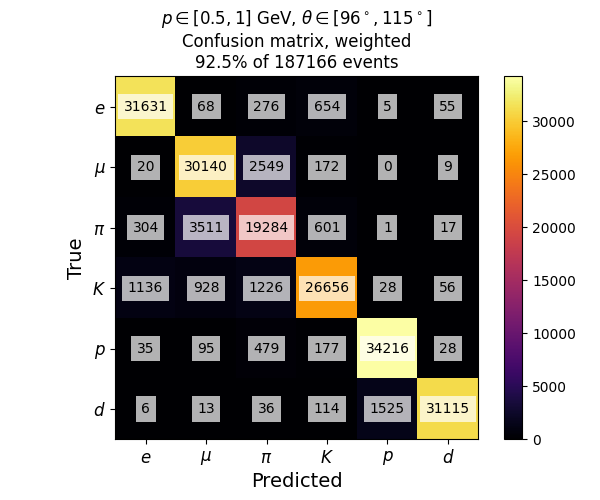 p ∈ [0.5, 1] GeV, θ ∈ [96°, 115°]
Confusion matrix, weighted
92.5% of 187166 events
e 31631 68 276 654 5 55
μ 20 30140 2549 172 0 9
π 304 3511 19284 601 1 17
K 1136 928 1226 26656 28 56
p 35 95 479 177 34216 28
d 6 13 36 114 1525 31115
e μ π K p d
Predicted
True
30000
25000
20000
15000
10000
5000
0